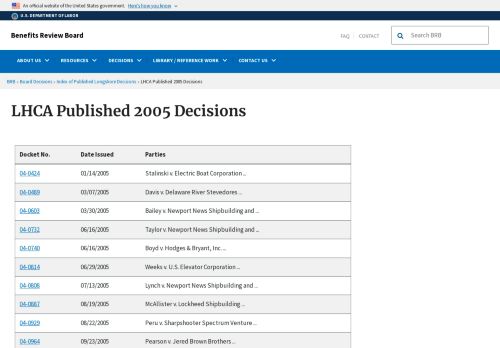 An official website of the United States government. Here's how you know
U.S. DEPARTMENT OF LABOR
Benefits Review Board
FAQ CONTACT
Search BRB
ABOUT US RESOURCES DECISIONS LIBRARY / REFERENCE WORK CONTACT US
BRB › Board Decisions › Index of Published Longshore Decisions › LHCA Published 2005 Decisions
LHCA Published 2005 Decisions
Docket No. Date Issued Parties
04-0424 01/14/2005 Stalinski v. Electric Boat Corporation ...
04-0489 03/07/2005 Davis v. Delaware River Stevedores ...
04-0603 03/30/2005 Bailey v. Newport News Shipbuilding and ...
04-0732 06/16/2005 Taylor v. Newport News Shipbuilding and ...
04-0740 06/16/2005 Boyd v. Hodges & Bryant, Inc. ...
04-0814 06/29/2005 Weeks v. U.S. Elevator Corporation ...
04-0808 07/13/2005 Lynch v. Newport News Shipbuilding and ...
04-0887 08/19/2005 McAllister v. Lockheed Shipbuilding ...
04-0929 08/22/2005 Peru v. Sharpshooter Spectrum Venture ...
04-0964 09/23/2005 Pearson v. Jered Brown Brothers ...